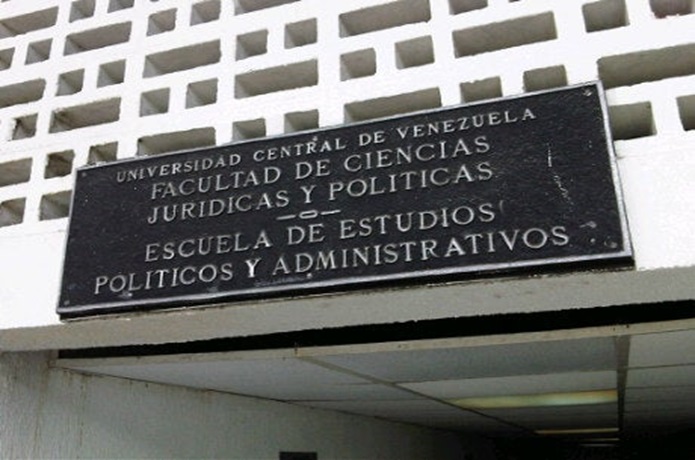 UNIVERSIDAD CENTRAL DE VENEZUELA
FACULTAD DE CIENCIAS
JURIDICAS Y POLITICAS
ESCUELA DE ESTUDIOS
POLITICOS Y ADMINISTRATIVOS